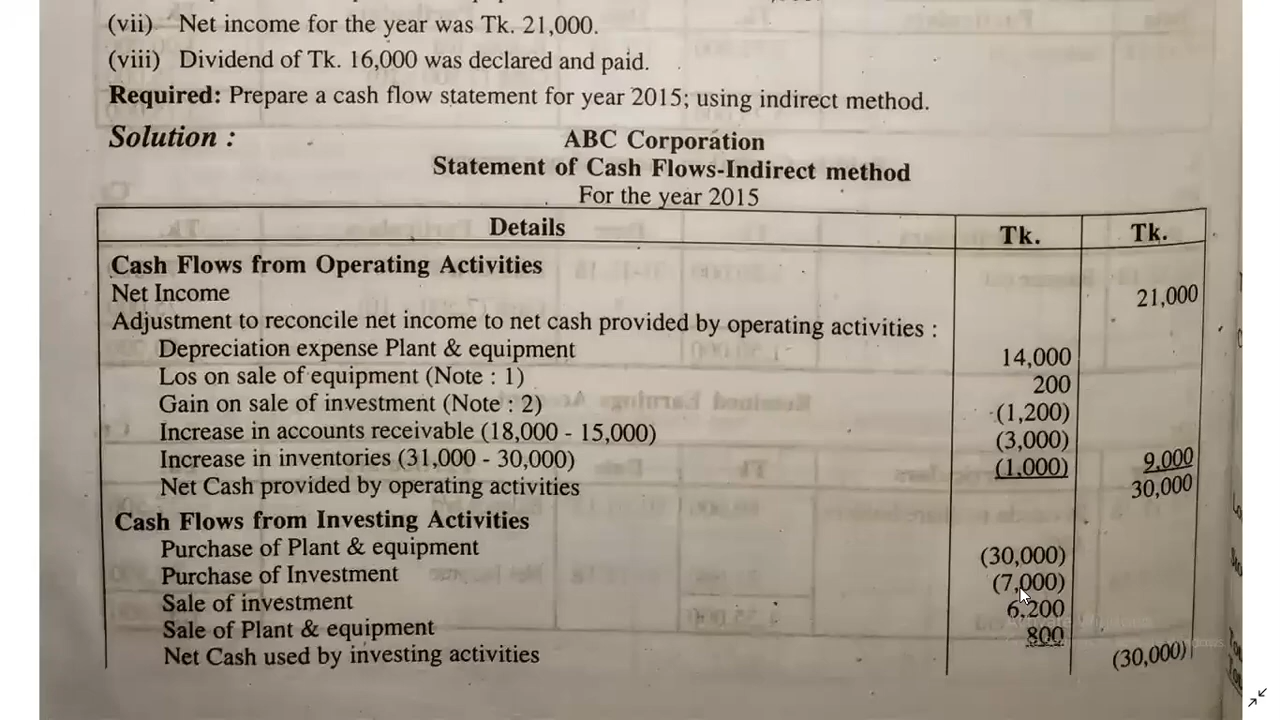 (vii) Net income for the year was Tk. 21,000.
(viii) Dividend of Tk. 16,000 was declared and paid.
Required: Prepare a cash flow statement for year 2015; using indirect method.
Solution :
ABC Corporation
Statement of Cash Flows-Indirect method
For the year 2015
Details Tk. Tk.
Cash Flows from Operating Activities
Net Income 21,000
Adjustment to reconcile net income to net cash provided by operating activities :
Depreciation expense Plant & equipment 14,000
Los on sale of equipment (Note : 1) 200
Gain on sale of investment (Note : 2) (1,200)
Increase in accounts receivable (18,000 - 15,000) (3,000)
Increase in inventories (31,000 - 30,000) (1,000) 9,000
Net Cash provided by operating activities 30,000
Cash Flows from Investing Activities
Purchase of Plant & equipment (30,000)
Purchase of Investment (7,000)
Sale of investment 6,200
Sale of Plant & equipment 800
Net Cash used by investing activities (30,000)